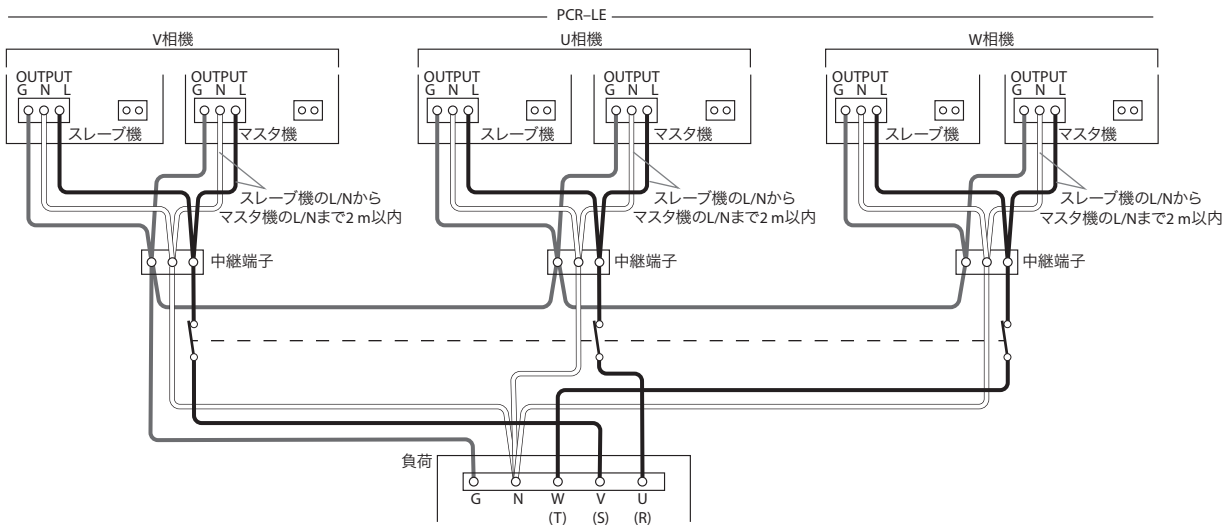 PCR–LE
V相機
U相機
W相機
OUTPUT
G N L
スレーブ機
OUTPUT
G N L
マスタ機
OUTPUT
G N L
スレーブ機
OUTPUT
G N L
マスタ機
OUTPUT
G N L
スレーブ機
OUTPUT
G N L
マスタ機
スレーブ機のL/Nから
マスタ機のL/Nまで2 m以内
スレーブ機のL/Nから
マスタ機のL/Nまで2 m以内
スレーブ機のL/Nから
マスタ機のL/Nまで2 m以内
中継端子
中継端子
中継端子
負荷
G N W V U
(T) (S) (R)